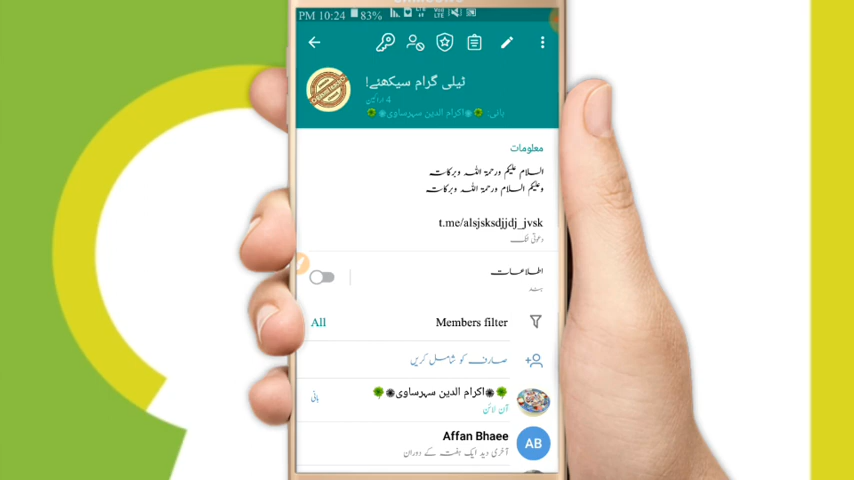 PM 10:24 83%
ٹیلی گرام سیکھئے!
4 اراکین
بانی: اکرام الدین سہرساوی
معلومات
السلام علیکم ورحمۃ اللہ وبرکاتہ
وعلیکم السلام ورحمۃ اللہ وبرکاتہ
t.me/alsjsksdjjdj_jvsk
دعوتی لنک
اطلاعات
بند
Members filter All
صارف کو شامل کریں
اکرام الدین سہرساوی بانی
آن لائن
Affan Bhaee
AB
آخری دید ایک ہفتہ کے دوران